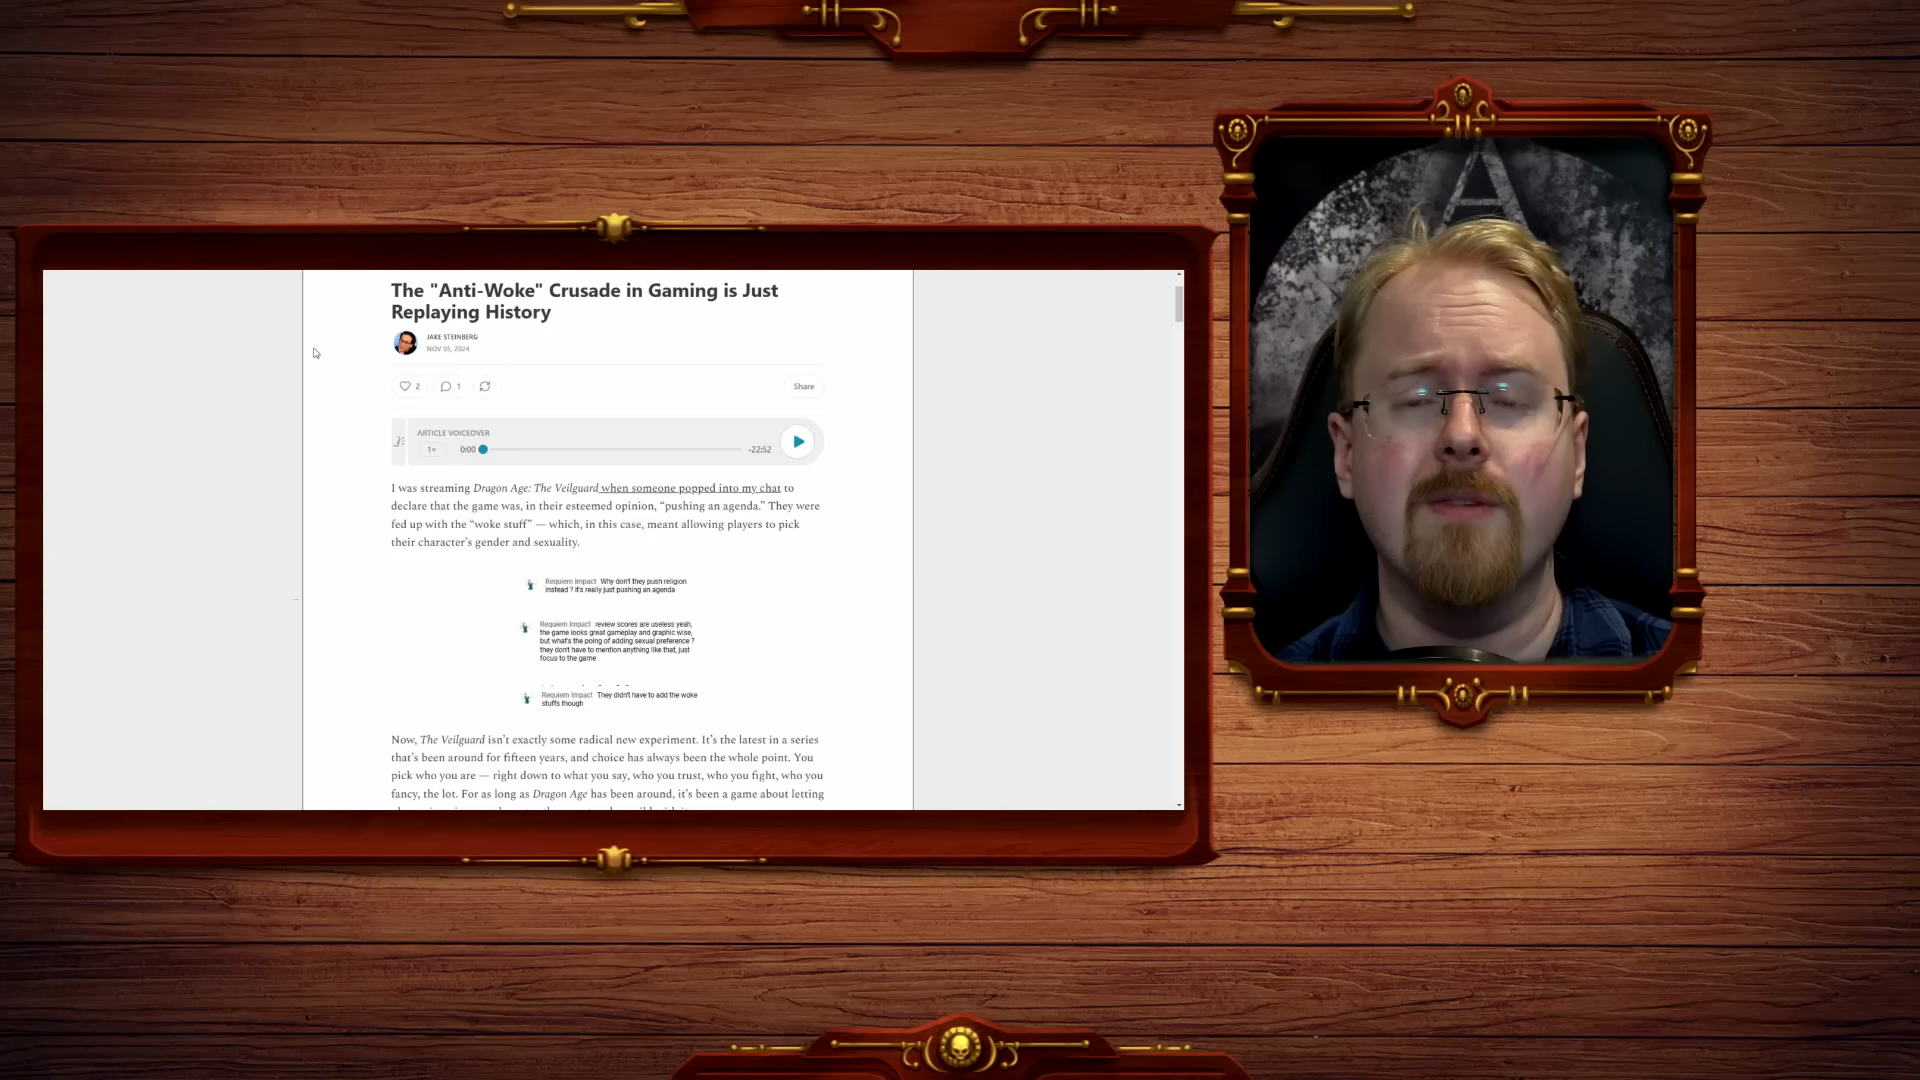 The "Anti-Woke" Crusade in Gaming is Just
Replaying History
JAKE STEINBERG
NOV 05, 2024
2
1
Share
ARTICLE VOICEOVER
1×
0:00
-22:52
I was streaming Dragon Age: The Veilguard when someone popped into my chat to
declare that the game was, in their esteemed opinion, “pushing an agenda.” They were
fed up with the “woke stuff” — which, in this case, meant allowing players to pick
their character’s gender and sexuality.
Requiem Impact Why don't they push religion
instead ? it's really just pushing an agenda
Requiem Impact review scores are useless yeah,
the game looks great gameplay and graphic wise,
but what's the poing of adding sexual preference ?
they don't have to mention anything like that, just
focus to the game
Requiem Impact They didn't have to add the woke
stuffs though
Now, The Veilguard isn’t exactly some radical new experiment. It’s the latest in a series
that’s been around for fifteen years, and choice has always been the whole point. You
pick who you are — right down to what you say, who you trust, who you fight, who you
fancy, the lot. For as long as Dragon Age has been around, it’s been a game about letting
A